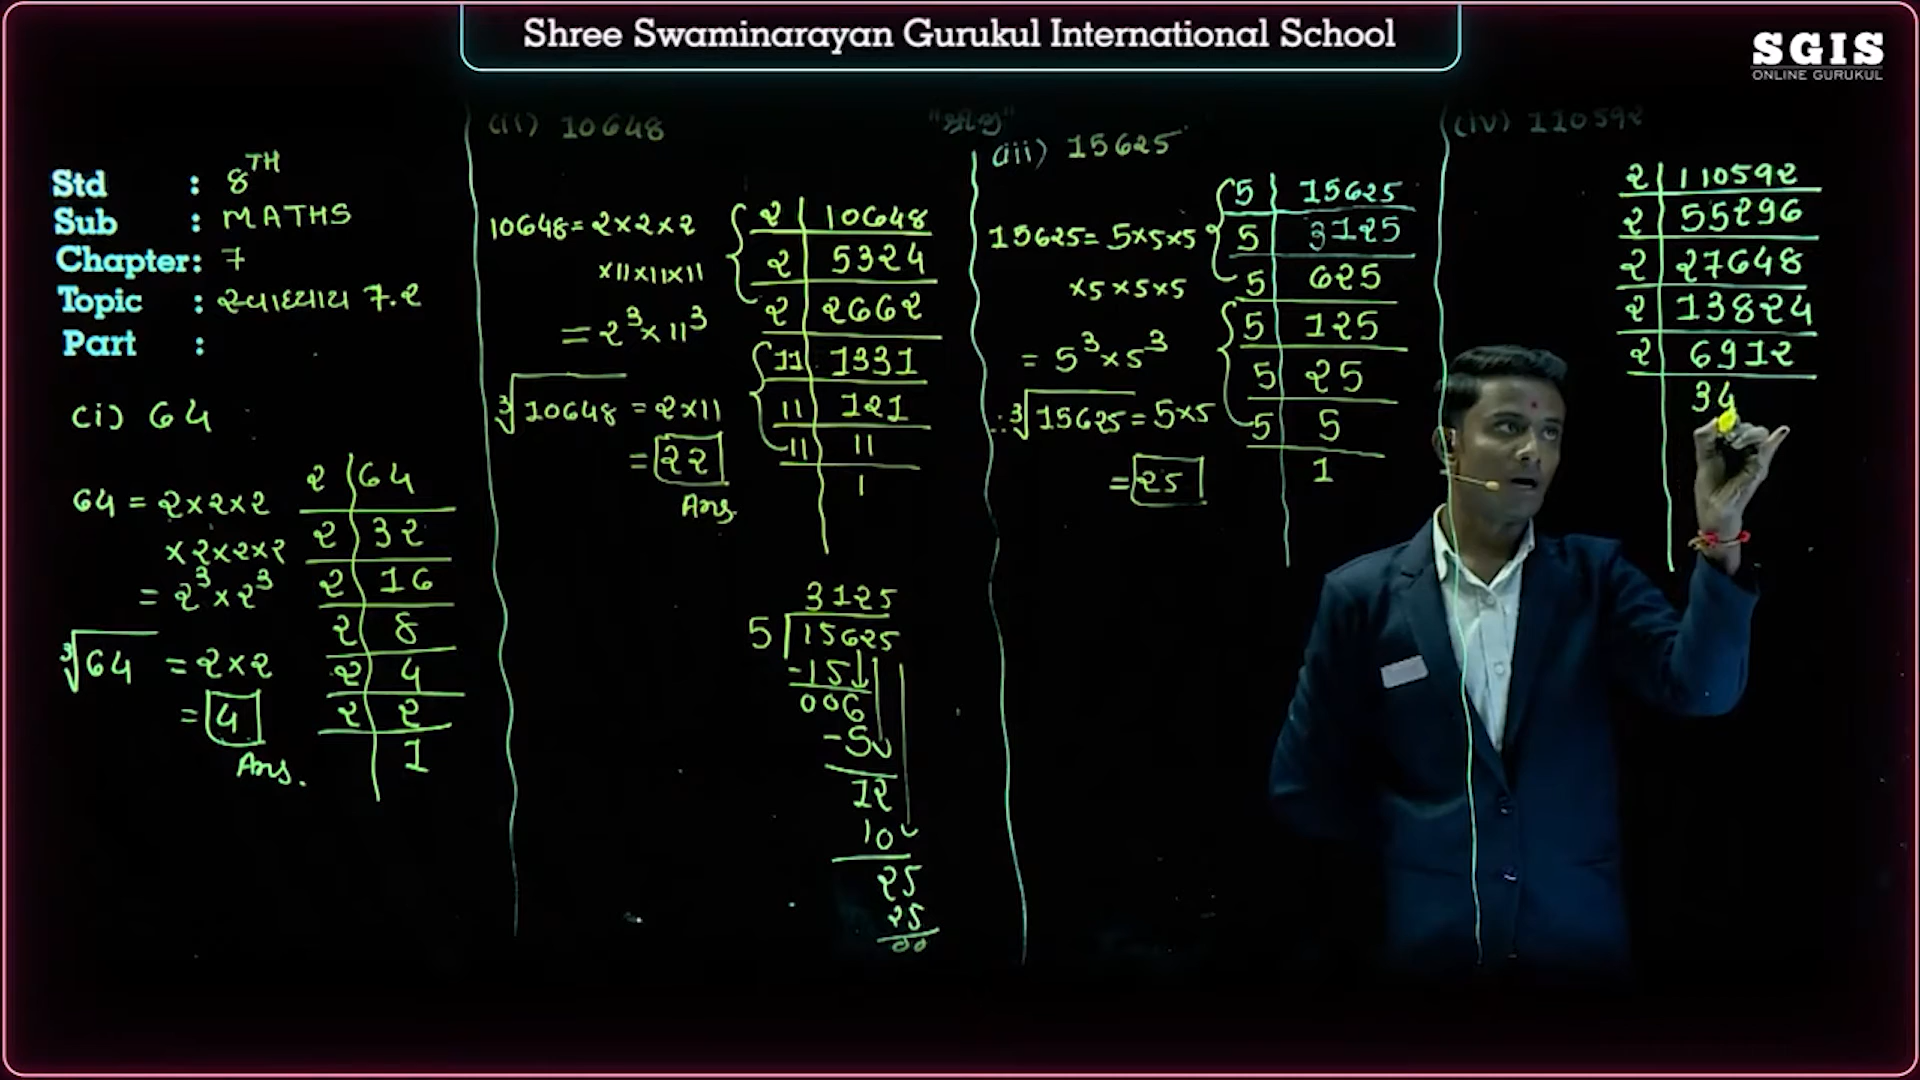 Shree Swaminarayan Gurukul International School
SGIS
ONLINE GURUKUL
Std : 8TH
Sub : MATHS
Chapter: 7
Topic : સ્વાધ્યાય 7.2
Part :
(i) 64
64 = 2×2×2
×2×2×2
= 2³×2³
∛64 = 2×2
= 4
Ans.
2 | 64
2 | 32
2 | 16
2 | 8
2 | 4
2 | 2
1
(ii) 10648
10648 = 2×2×2
×11×11×11
= 2³×11³
∛10648 = 2×11
= 22
Ans.
2 | 10648
2 | 5324
2 | 2662
11 | 1331
11 | 121
11 | 11
1
3125
5 15625
-15
006
-5
12
10
25
25
00
"શ્રીજી"
(iii) 15625
15625 = 5×5×5
×5×5×5
= 5³×5³
∴ ∛15625 = 5×5
= 25
5 | 15625
5 | 3125
5 | 625
5 | 125
5 | 25
5 | 5
1
(iv) 110592
2 | 110592
2 | 55296
2 | 27648
2 | 13824
2 | 6912
34